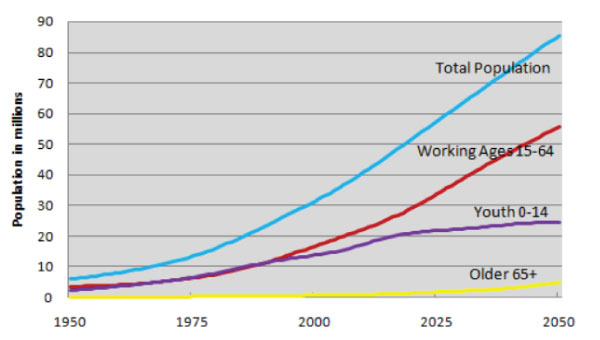 90
80
70
60
50
40
30
20
10
0
Population in millions
Total Population
Working Ages 15-64
Youth 0-14
Older 65+
1950 1975 2000 2025 2050